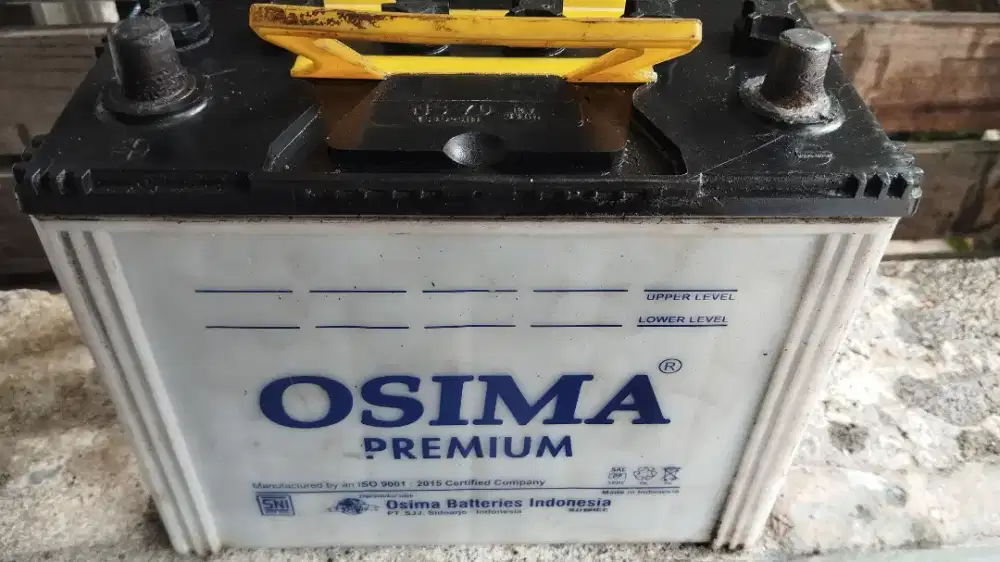 UPPER LEVEL
LOWER LEVEL
OSIMA ®
PREMIUM
Manufactured by an ISO 9001 : 2015 Certified Company
Made in Indonesia
SNI
Osima Batteries Indonesia
PT. SJJ. Sidoarjo - Indonesia